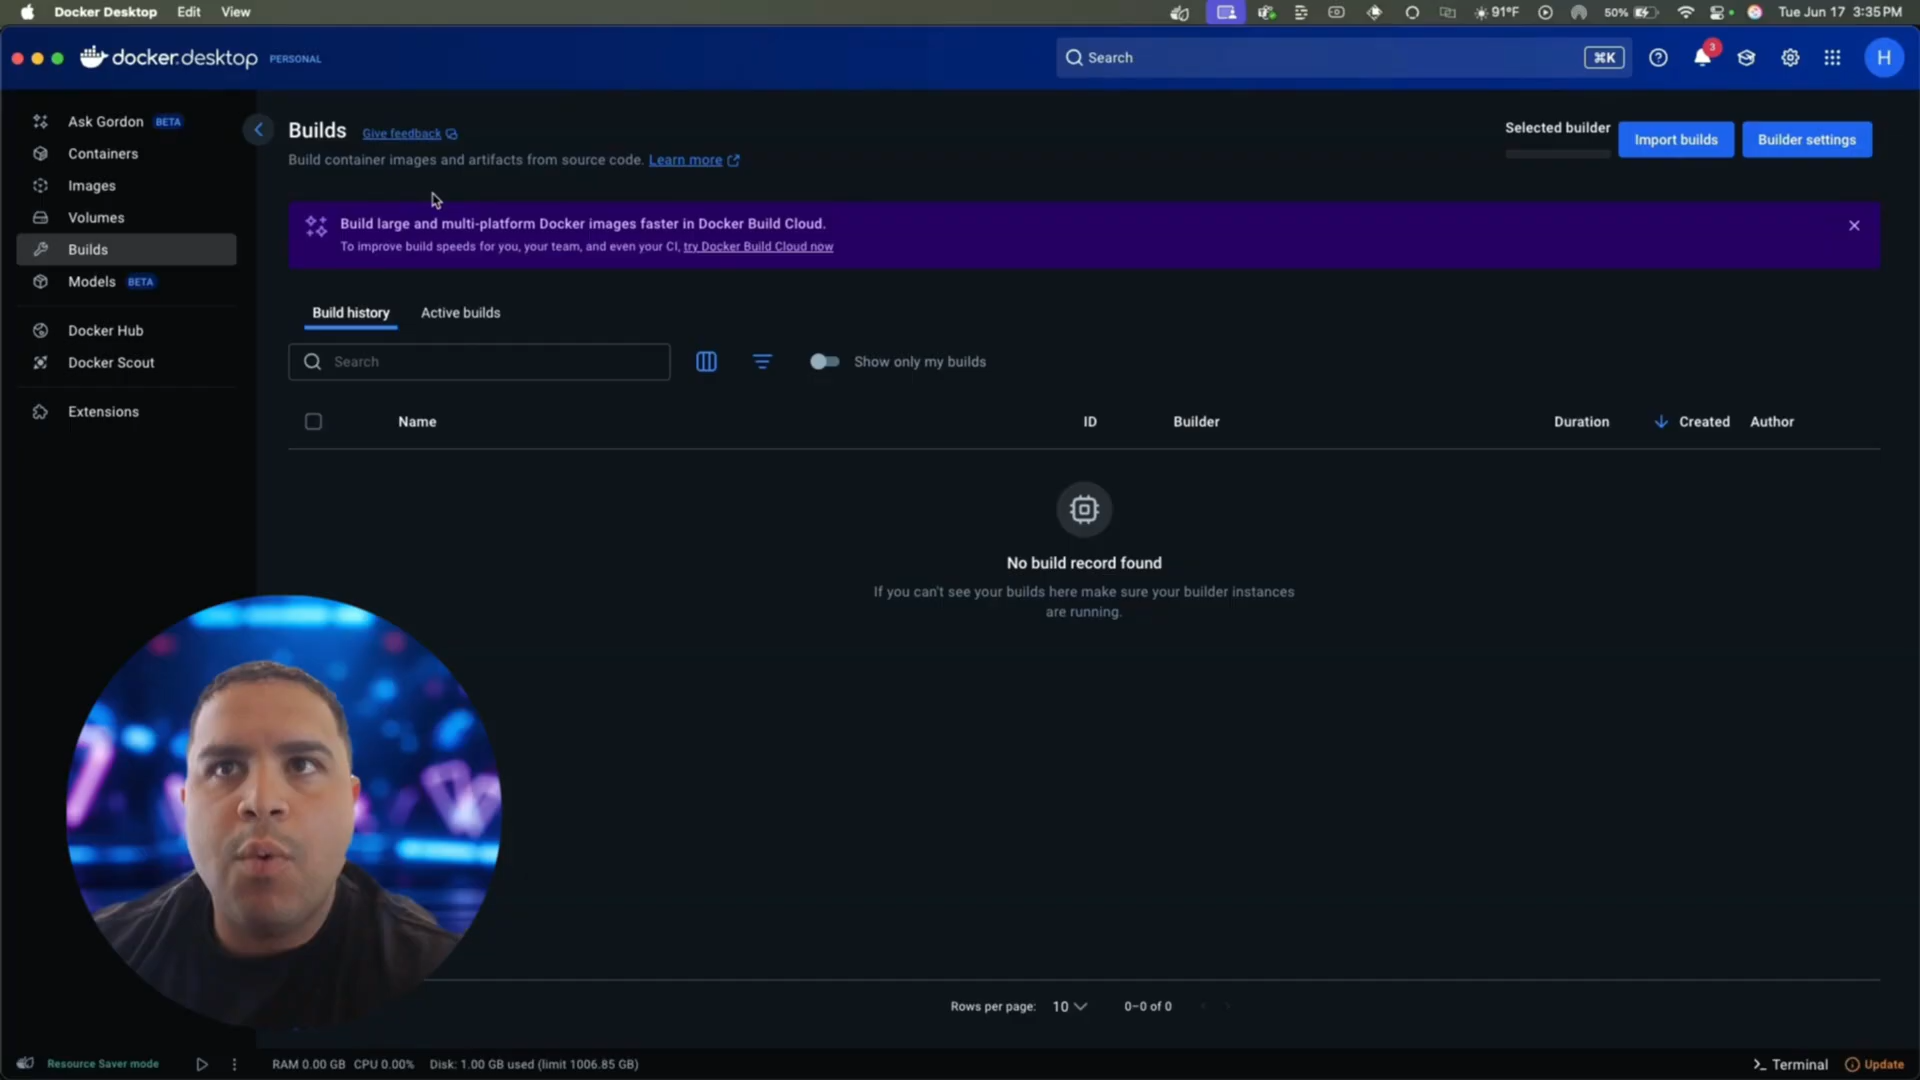 Docker Desktop Edit View 91°F 50% Tue Jun 17 3:35 PM
docker.desktop PERSONAL Search ⌘K 3 H
Ask Gordon BETA
Containers
Images
Volumes
Builds
Models BETA
Docker Hub
Docker Scout
Extensions
Builds Give feedback
Build container images and artifacts from source code. Learn more
Selected builder Import builds Builder settings
Build large and multi-platform Docker images faster in Docker Build Cloud.
To improve build speeds for you, your team, and even your CI, try Docker Build Cloud now
Build history Active builds
Search Show only my builds
Name ID Builder Duration Created Author
No build record found
If you can't see your builds here make sure your builder instances
are running.
Rows per page: 10 0–0 of 0
Resource Saver mode RAM 0.00 GB CPU 0.00% Disk: 1.00 GB used (limit 1006.85 GB) >_ Terminal Update